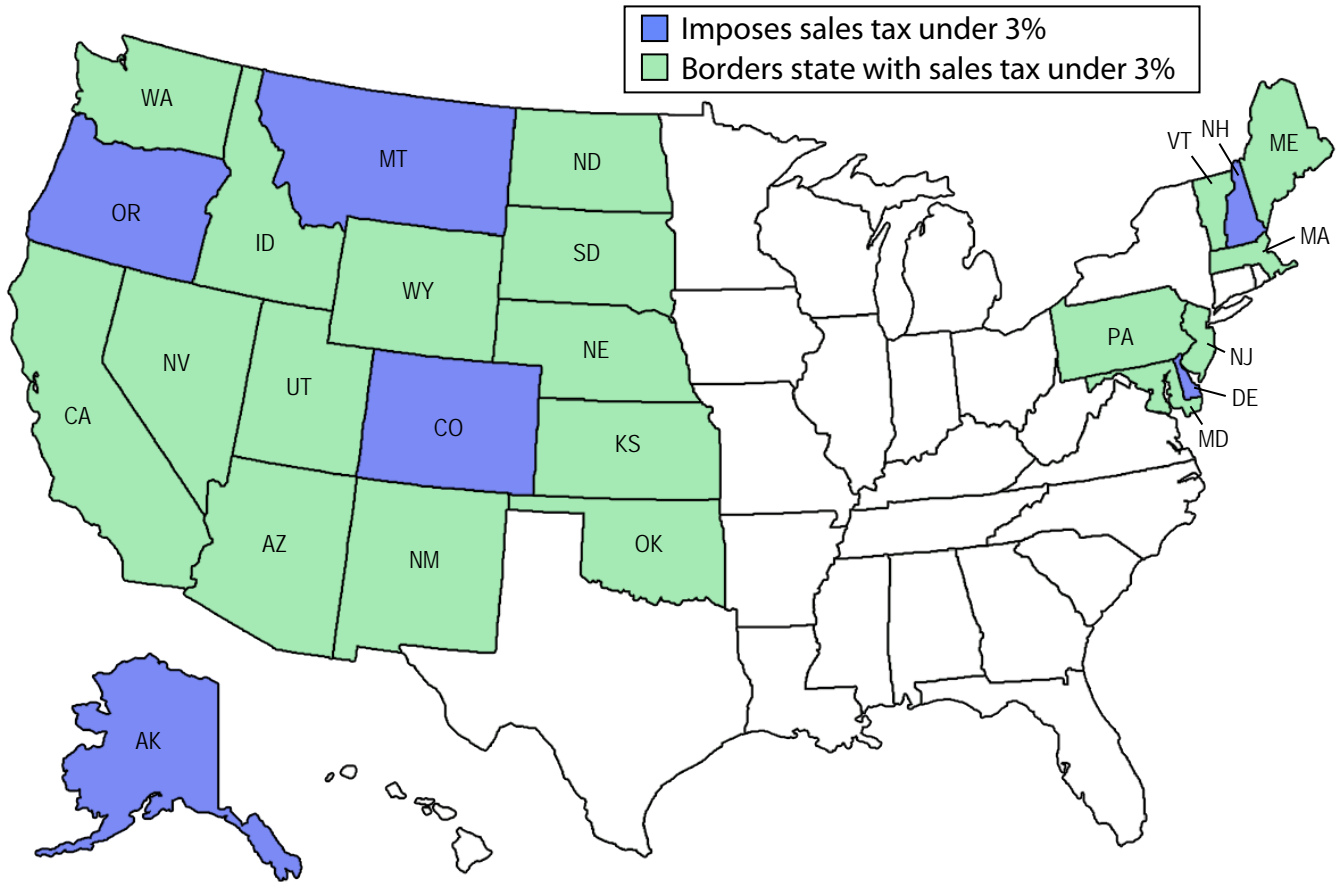 Imposes sales tax under 3%
Borders state with sales tax under 3%
WA
MT
ND
VT
NH
ME
OR
ID
SD
MA
WY
NV
UT
NE
PA
NJ
CA
CO
KS
DE
MD
AZ
NM
OK
AK